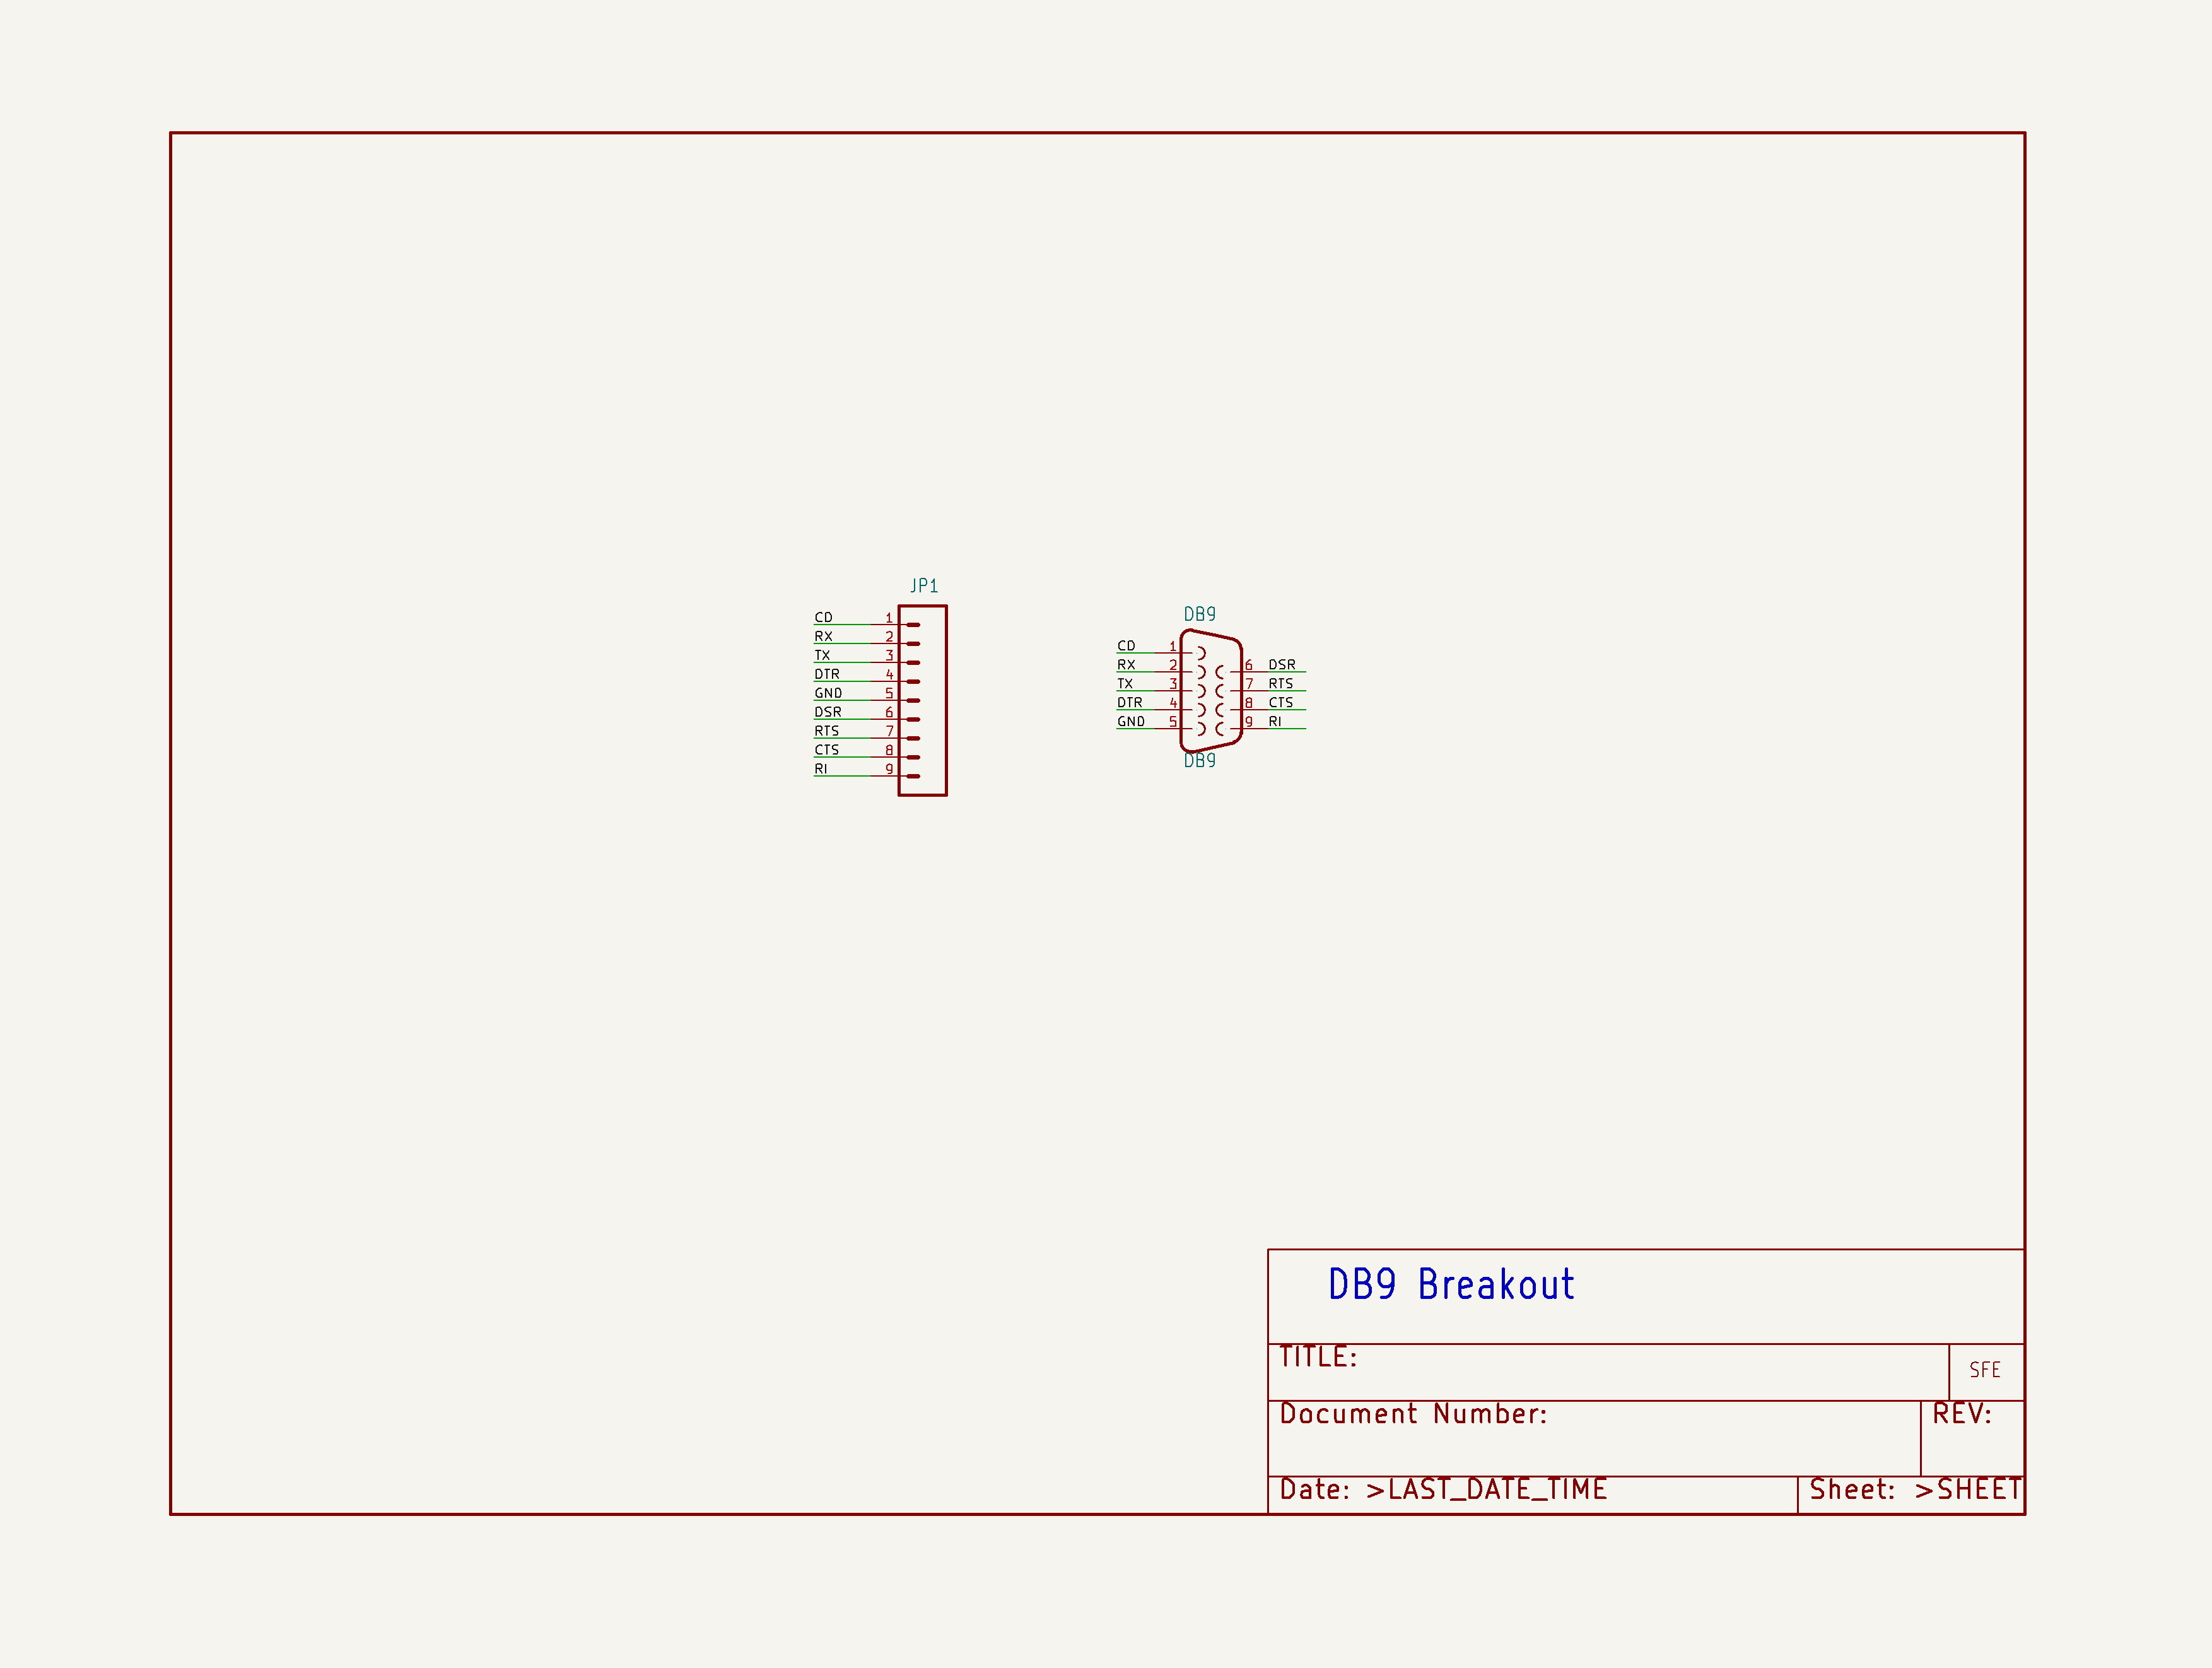 JP1
CD 1
RX 2
TX 3
DTR 4
GND 5
DSR 6
RTS 7
CTS 8
RI 9
DB9
CD 1
RX 2 6 DSR
TX 3 7 RTS
DTR 4 8 CTS
GND 5 9 RI
DB9
DB9 Breakout
TITLE:
SFE
Document Number:
REV:
Date: >LAST_DATE_TIME
Sheet: >SHEET